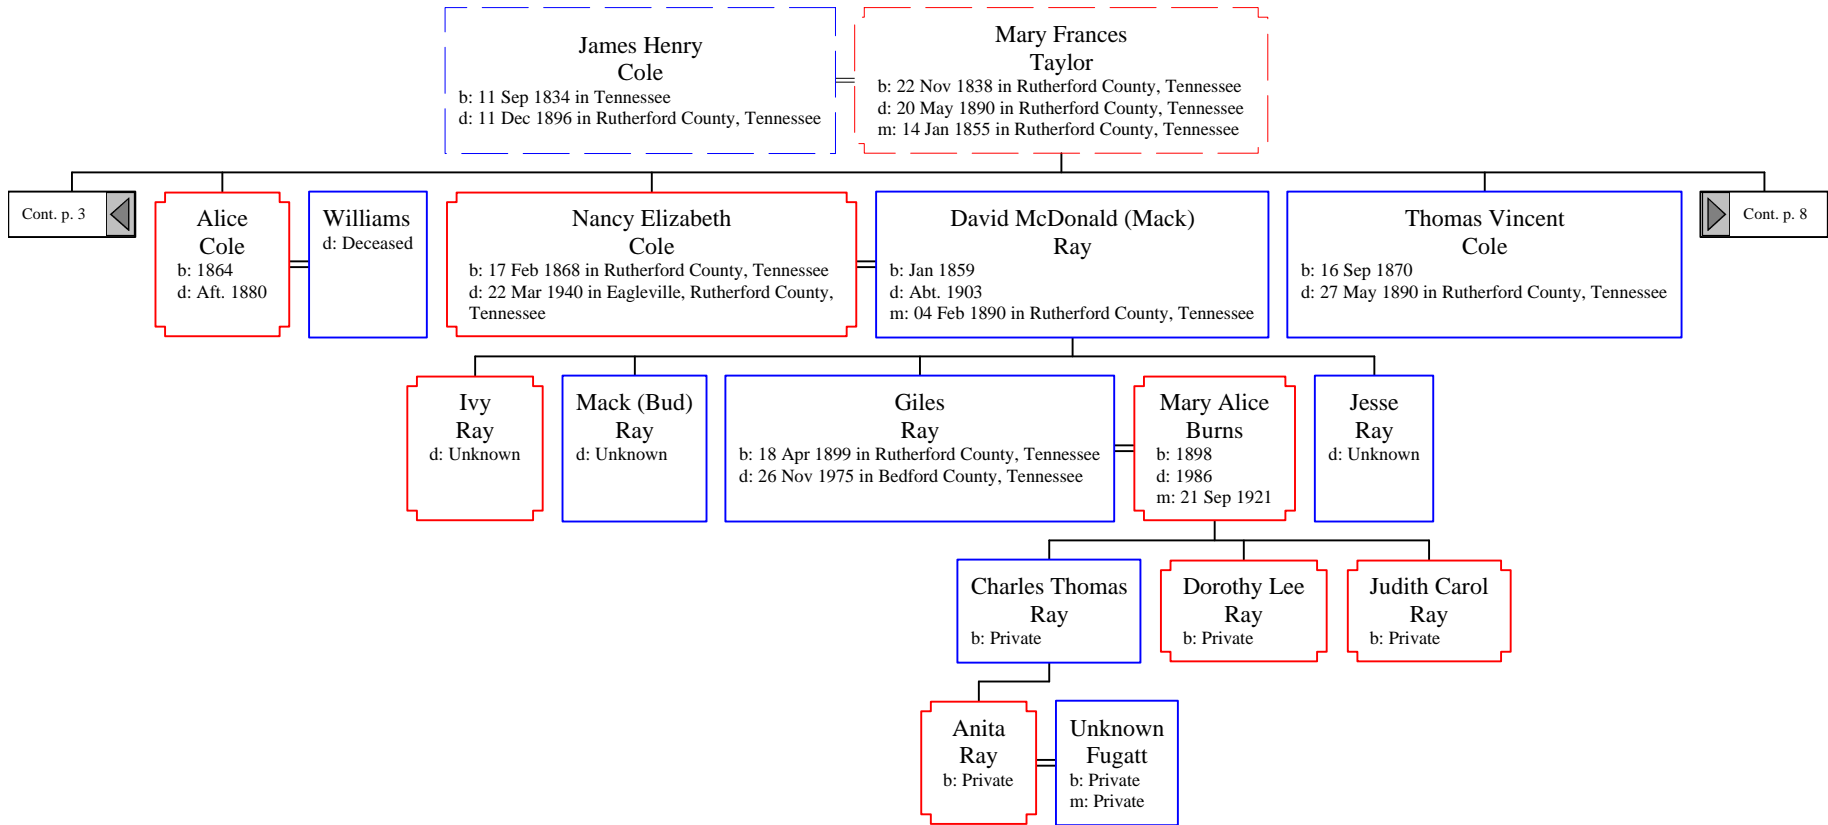 James Henry
Cole
b: 11 Sep 1834 in Tennessee
d: 11 Dec 1896 in Rutherford County, Tennessee
Mary Frances
Taylor
b: 22 Nov 1838 in Rutherford County, Tennessee
d: 20 May 1890 in Rutherford County, Tennessee
m: 14 Jan 1855 in Rutherford County, Tennessee
Cont. p. 3
Alice
Cole
b: 1864
d: Aft. 1880
Williams
d: Deceased
Nancy Elizabeth
Cole
b: 17 Feb 1868 in Rutherford County, Tennessee
d: 22 Mar 1940 in Eagleville, Rutherford County,
Tennessee
David McDonald (Mack)
Ray
b: Jan 1859
d: Abt. 1903
m: 04 Feb 1890 in Rutherford County, Tennessee
Thomas Vincent
Cole
b: 16 Sep 1870
d: 27 May 1890 in Rutherford County, Tennessee
Cont. p. 8
Ivy
Ray
d: Unknown
Mack (Bud)
Ray
d: Unknown
Giles
Ray
b: 18 Apr 1899 in Rutherford County, Tennessee
d: 26 Nov 1975 in Bedford County, Tennessee
Mary Alice
Burns
b: 1898
d: 1986
m: 21 Sep 1921
Jesse
Ray
d: Unknown
Charles Thomas
Ray
b: Private
Dorothy Lee
Ray
b: Private
Judith Carol
Ray
b: Private
Anita
Ray
b: Private
Unknown
Fugatt
b: Private
m: Private